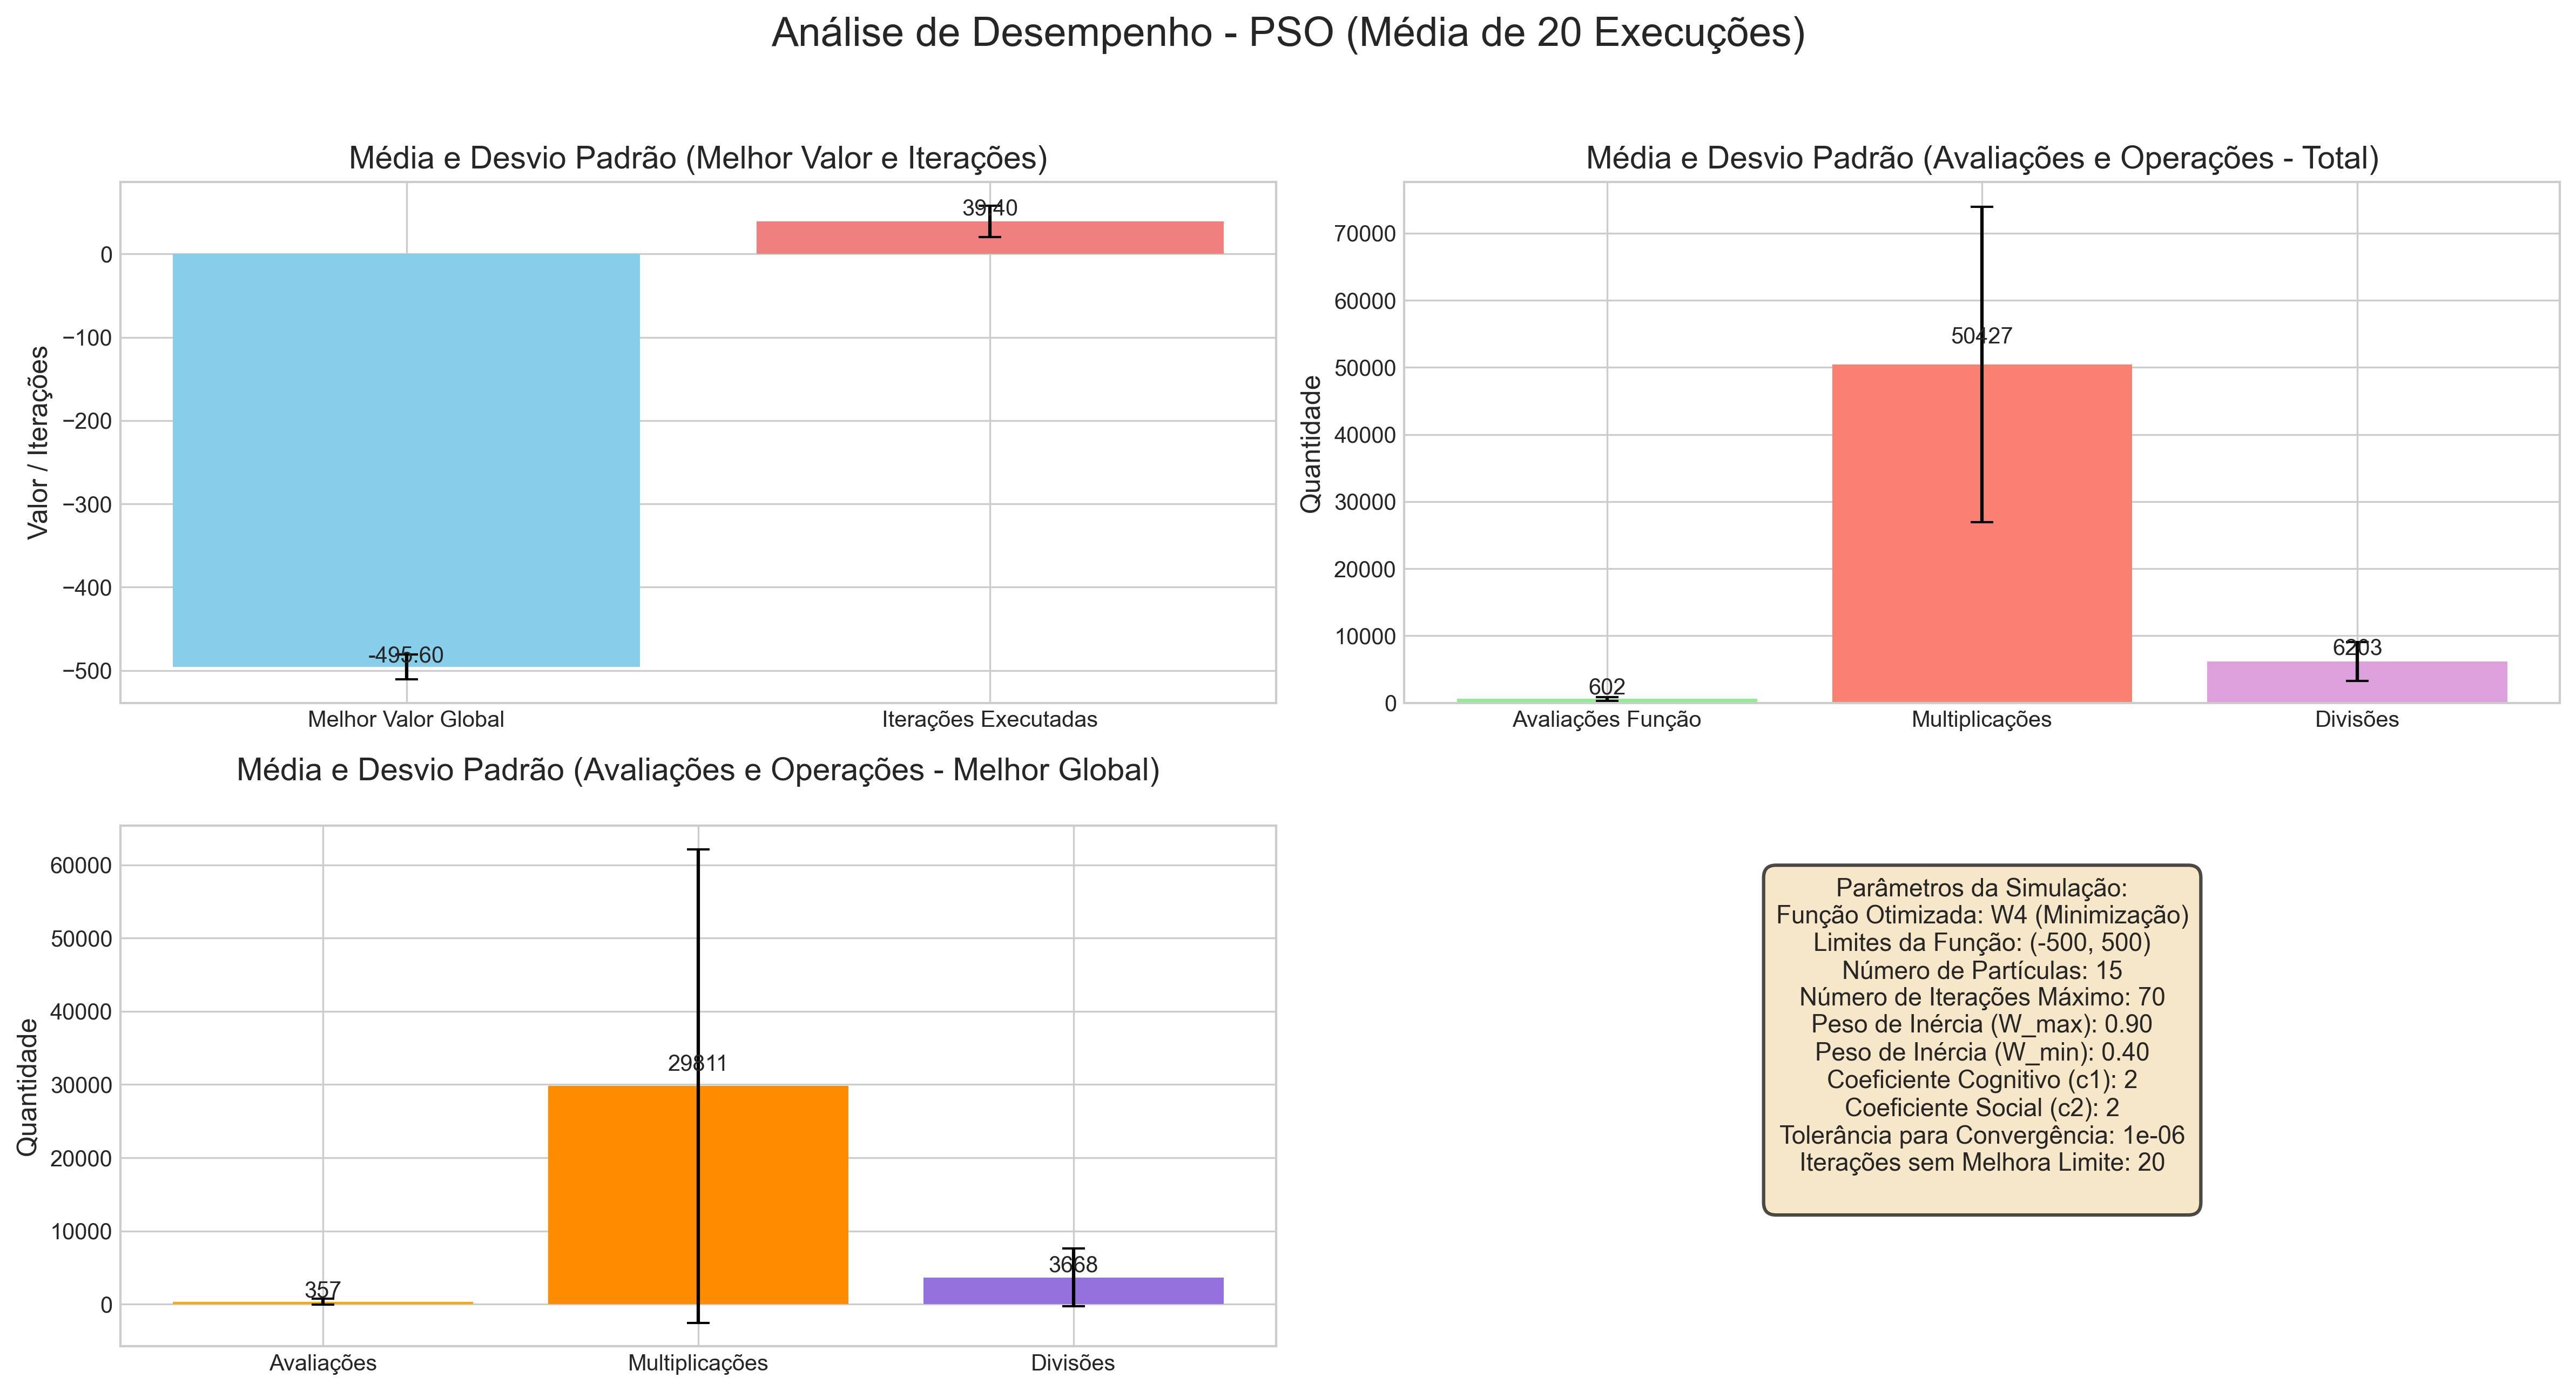 Análise de Desempenho - PSO (Média de 20 Execuções)
Média e Desvio Padrão (Melhor Valor e Iterações)
Valor / Iterações
0
−100
−200
−300
−400
−500
-495.60
39.40
Melhor Valor Global
Iterações Executadas
Média e Desvio Padrão (Avaliações e Operações - Total)
Quantidade
70000
60000
50000
40000
30000
20000
10000
0
602
50427
6203
Avaliações Função
Multiplicações
Divisões
Média e Desvio Padrão (Avaliações e Operações - Melhor Global)
Quantidade
60000
50000
40000
30000
20000
10000
0
357
29811
3668
Avaliações
Multiplicações
Divisões
Parâmetros da Simulação:
Função Otimizada: W4 (Minimização)
Limites da Função: (-500, 500)
Número de Partículas: 15
Número de Iterações Máximo: 70
Peso de Inércia (W_max): 0.90
Peso de Inércia (W_min): 0.40
Coeficiente Cognitivo (c1): 2
Coeficiente Social (c2): 2
Tolerância para Convergência: 1e-06
Iterações sem Melhora Limite: 20